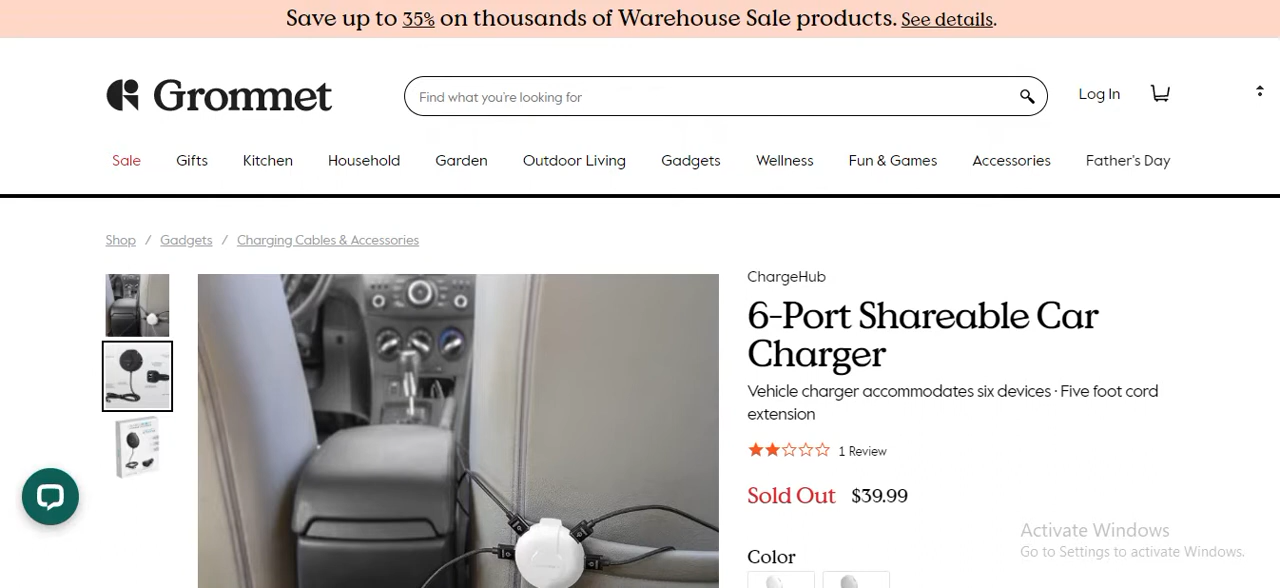 Save up to 35% on thousands of Warehouse Sale products. See details.
Grommet
Find what you're looking for
Log In
Sale Gifts Kitchen Household Garden Outdoor Living Gadgets Wellness Fun & Games Accessories Father's Day
Shop / Gadgets / Charging Cables & Accessories
ChargeHub
6-Port Shareable Car
Charger
Vehicle charger accommodates six devices · Five foot cord
extension
1 Review
Sold Out $39.99
Color
Activate Windows
Go to Settings to activate Windows.